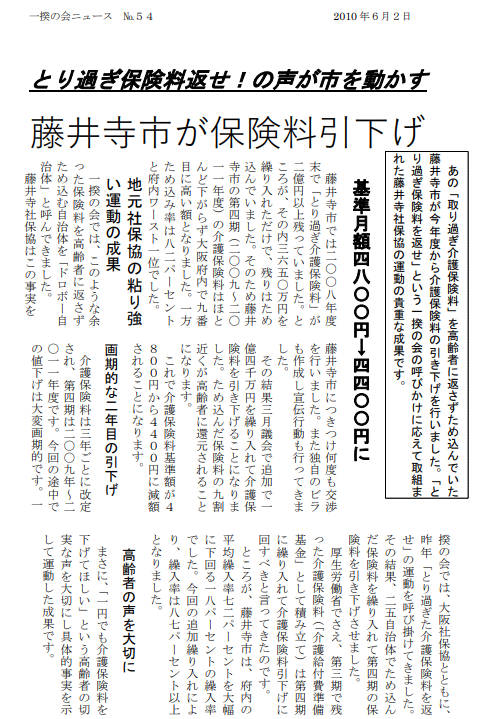 一揆の会ニュース　№５４
2010年６月２日
とり過ぎ保険料返せ！の声が市を動かす
藤井寺市が保険料引下げ
あの「取り過ぎ介護保険料」を高齢者に返さずため込んでいた
藤井寺市が今年度から介護保険料の引き下げを行いました。「と
り過ぎ保険料を返せ」という一揆の会の呼びかけに応えて取組ま
れた藤井寺社保協の運動の貴重な成果です。
基準月額四八〇〇円→四四〇〇円に
藤井寺市では二〇〇八年度
末で「とり過ぎ介護保険料」が
二億円以上残っていました。と
ころが、その内三六五〇万円を
繰り入れただけで、残りはため
込んでいました。そのため藤井
寺市の第四期（二〇〇九～二〇
一一年度）の介護保険料はほと
んど下がらず大阪府内で九番
目に高い額となりました。一方
ため込み率は八二パーセント
と府内ワースト一位でした。
地元社保協の粘り強
い運動の成果
一揆の会では、このような余
った保険料を高齢者に返さず
ため込む自治体を「ドロボー自
治体」と呼んできました。
藤井寺社保協はこの事実を
藤井寺市につきつけ何度も交渉
を行いました。また独自のビラ
も作成し宣伝行動も行ってきま
した。
その結果三月議会で追加で一
億四千万円を繰り入れて介護保
険料を引き下げることになりま
した。ため込んだ保険料の九割
近くが高齢者に還元されること
になります。
これで介護保険料基準額が４
８００円から４４００円に減額
されることになります。
画期的な二年目の引下げ
介護保険料は三年ごとに改定
され、第四期は二〇〇九年～二
〇一一年度です。今回の途中で
の値下げは大変画期的です。一
揆の会では、大阪社保協とともに、
昨年「とり過ぎた介護保険料を返
せ」の運動を呼び掛けてきました。
その結果、二五自治体でため込ん
だ保険料を繰り入れて第四期の保
険料を引き下げさせました。
厚生労働省でさえ、第三期で残
った介護保険料（「介護給付費準備
基金」として積み立て）は第四期
に繰り入れて介護保険料引下げに
回すべきと言ってきたのです。
ところが、藤井寺市は、府内の
平均繰入率七二パーセントを大幅
に下回る一八パーセントの繰入率
でした。今回の追加繰り入れによ
り、繰入率は八七パーセント以上
となりました。
高齢者の声を大切に
まさに、「一円でも介護保険料を
下げてほしい」という高齢者の切
実な声を大切にし具体的事実を示
して運動した成果です。